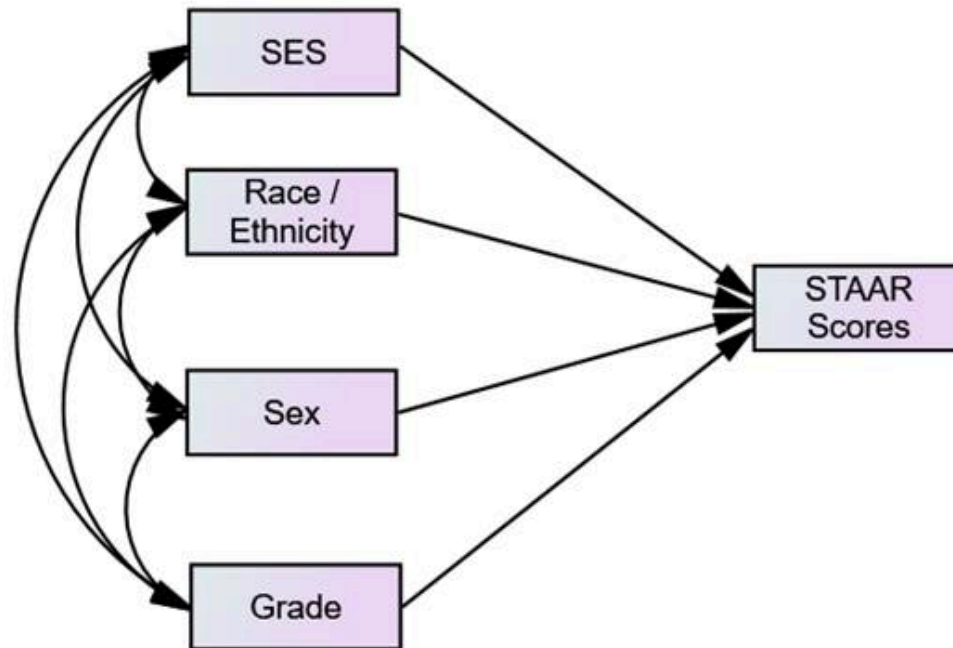 SES
Race /
Ethnicity
STAAR
Scores
Sex
Grade